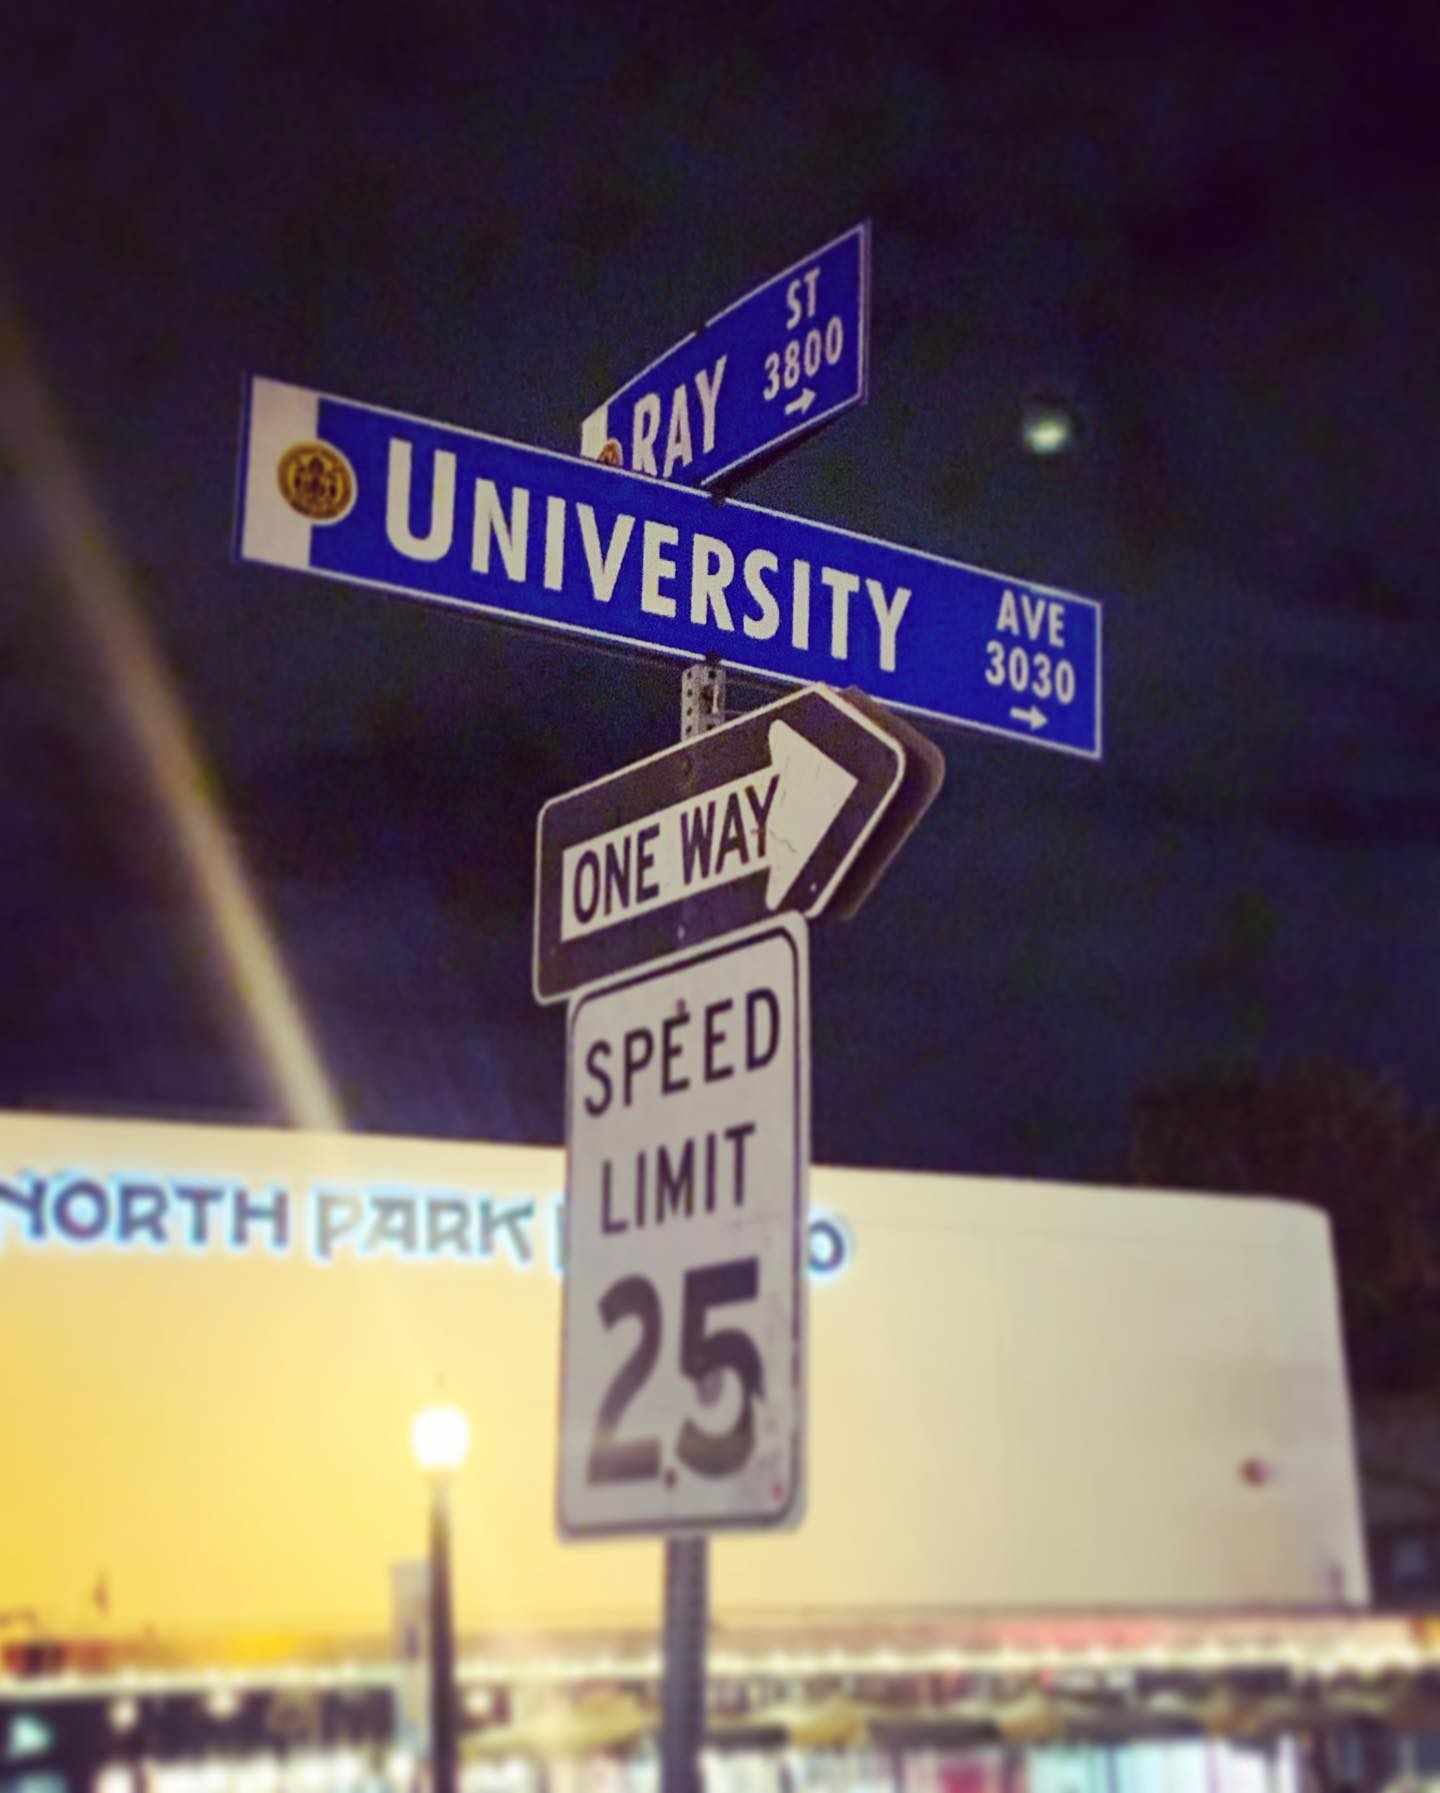 ST
RAY 3800
→
UNIVERSITY AVE
3030
→
ONE WAY
SPEED
LIMIT
25
NORTH PARK